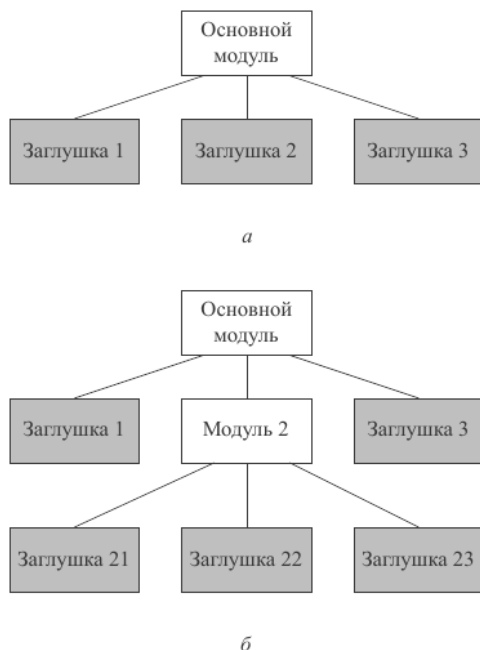 Основной
модуль
Заглушка 1
Заглушка 2
Заглушка 3
а
Основной
модуль
Заглушка 1
Модуль 2
Заглушка 3
Заглушка 21
Заглушка 22
Заглушка 23
б